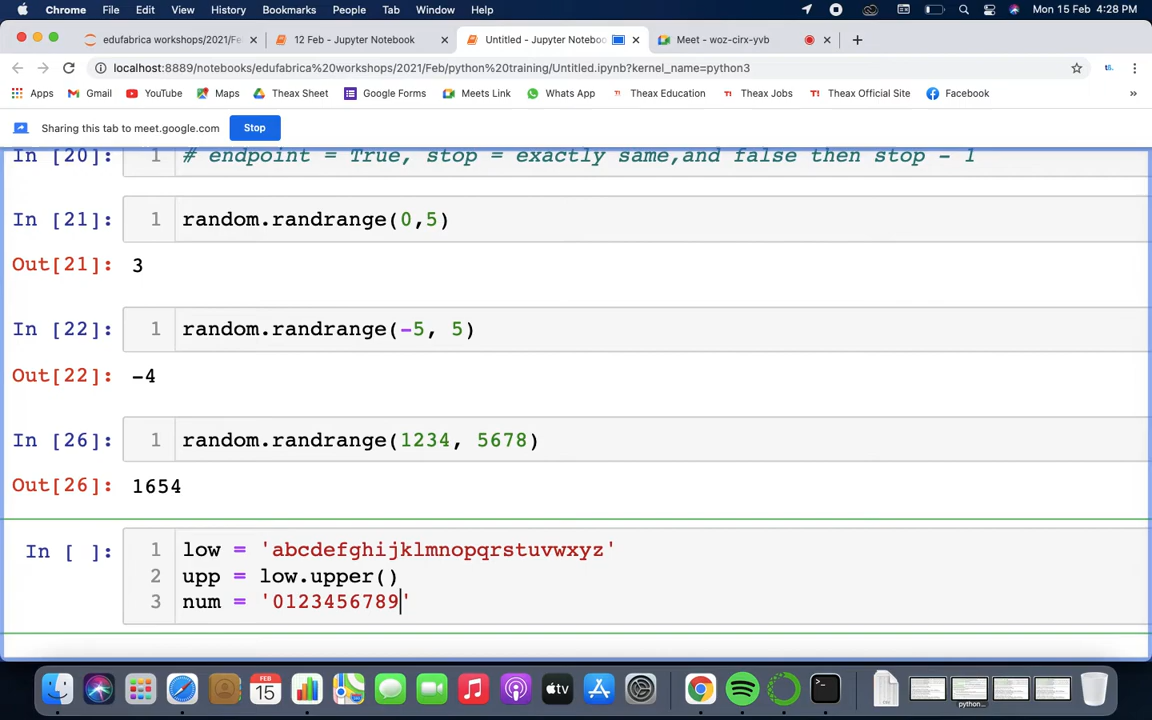 Chrome File Edit View History Bookmarks People Tab Window Help Mon 15 Feb 4:28 PM
edufabrica workshops/2021/Fe 12 Feb - Jupyter Notebook Untitled - Jupyter Notebo Meet - woz-cirx-yvb
localhost:8889/notebooks/edufabrica%20workshops/2021/Feb/python%20training/Untitled.ipynb?kernel_name=python3
Apps Gmail YouTube Maps Theax Sheet Google Forms Meets Link Whats App Theax Education Theax Jobs Theax Official Site Facebook
Sharing this tab to meet.google.com Stop
In [20]: 1 # endpoint = True, stop = exactly same,and false then stop - 1
In [21]: 1 random.randrange(0,5)
Out[21]: 3
In [22]: 1 random.randrange(-5, 5)
Out[22]: -4
In [26]: 1 random.randrange(1234, 5678)
Out[26]: 1654
In [ ]: 1 low = 'abcdefghijklmnopqrstuvwxyz'
2 upp = low.upper()
3 num = '0123456789'
FEB
15
tv
python...